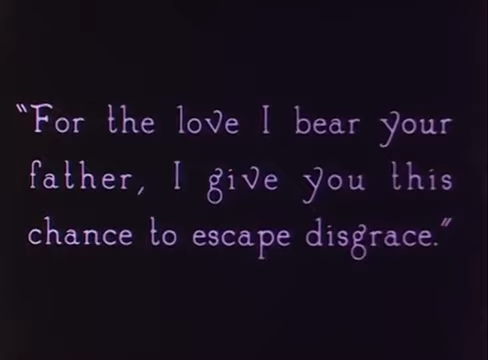 “For the love I bear your
father, I give you this
chance to escape disgrace.”